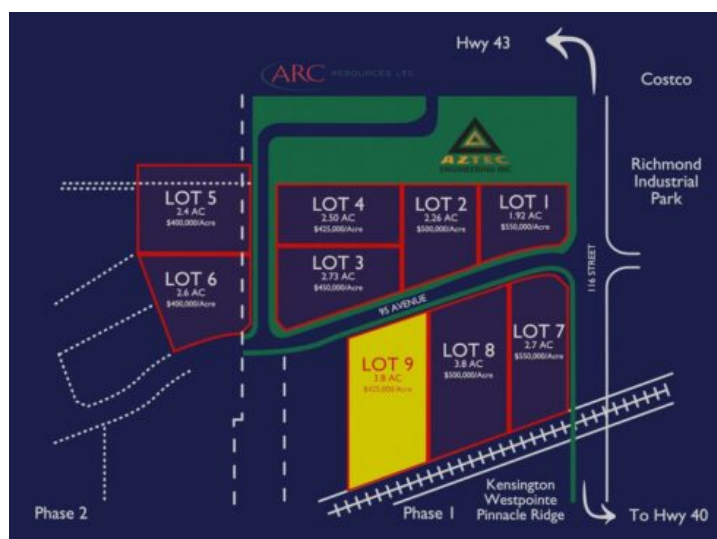 Hwy 43
ARC RESOURCES LTD.
Costco
AZTEC
ENGINEERING INC.
Richmond
Industrial
Park
LOT 5
2.4 AC
$400,000/Acre
LOT 4
2.50 AC
$425,000/Acre
LOT 2
2.26 AC
$500,000/Acre
LOT 1
1.92 AC
$550,000/Acre
LOT 6
2.6 AC
$400,000/Acre
LOT 3
2.73 AC
$450,000/Acre
116 STREET
95 AVENUE
LOT 9
3.8 AC
$425,000/Acre
LOT 8
3.8 AC
$500,000/Acre
LOT 7
2.7 AC
$550,000/Acre
Phase 2
Phase 1
Kensington
Westpointe
Pinnacle Ridge
To Hwy 40